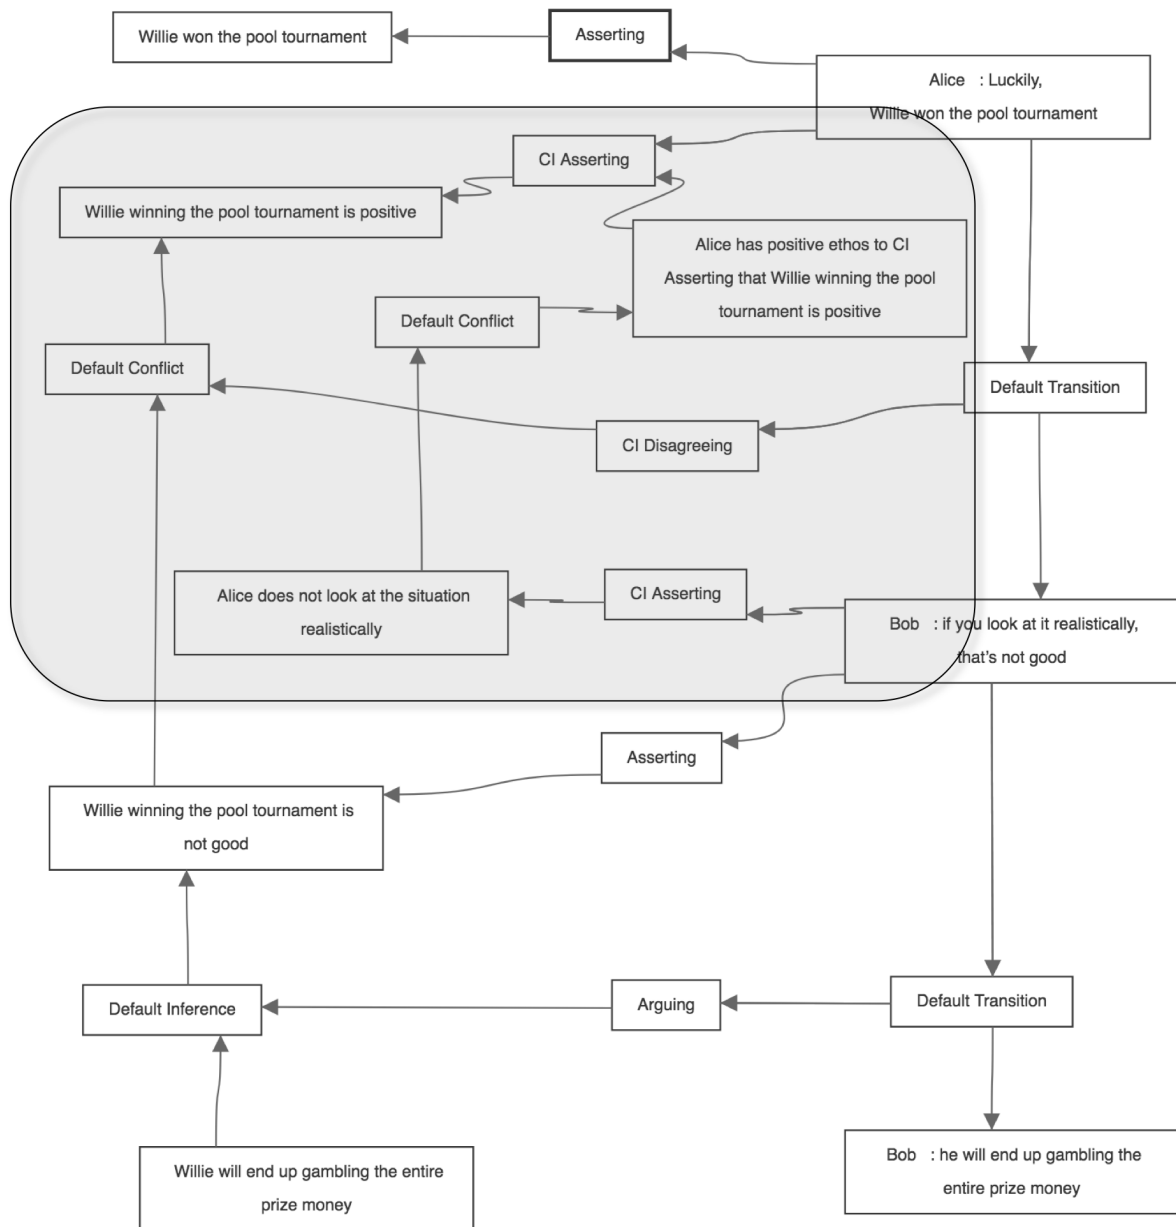 Willie won the pool tournament
Asserting
Alice : Luckily,
Willie won the pool tournament
CI Asserting
Willie winning the pool tournament is positive
Alice has positive ethos to CI
Asserting that Willie winning the pool
tournament is positive
Default Conflict
Default Conflict
Default Transition
CI Disagreeing
Alice does not look at the situation
realistically
CI Asserting
Bob : if you look at it realistically,
that's not good
Asserting
Willie winning the pool tournament is
not good
Default Inference
Arguing
Default Transition
Willie will end up gambling the entire
prize money
Bob : he will end up gambling the
entire prize money